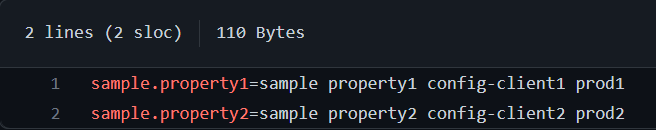 2 lines (2 sloc) 110 Bytes
1 sample.property1=sample property1 config-client1 prod1
2 sample.property2=sample property2 config-client2 prod2